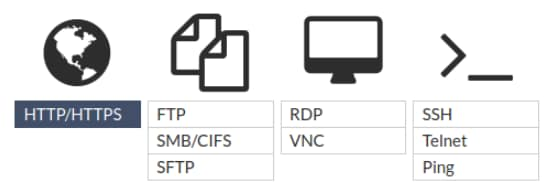 HTTP/HTTPS
FTP
SMB/CIFS
SFTP
RDP
VNC
SSH
Telnet
Ping